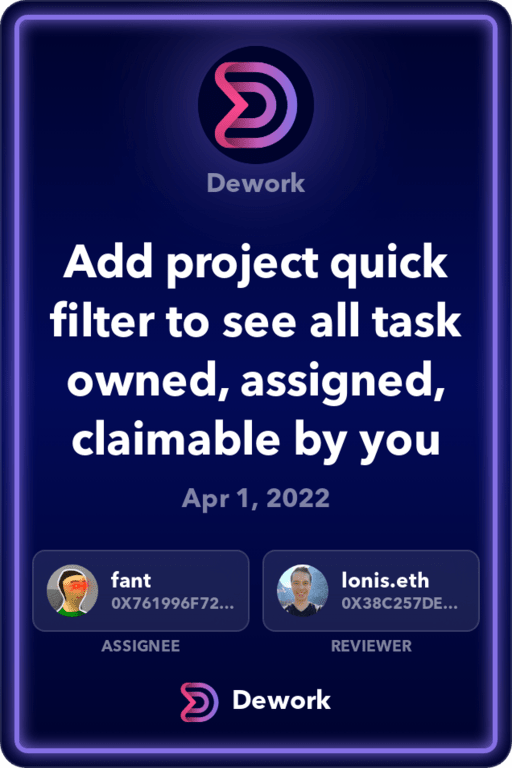 Dework
Add project quick
filter to see all task
owned, assigned,
claimable by you
Apr 1, 2022
fant
0X761996F72...
ASSIGNEE
lonis.eth
0X38C257DE...
REVIEWER
Dework